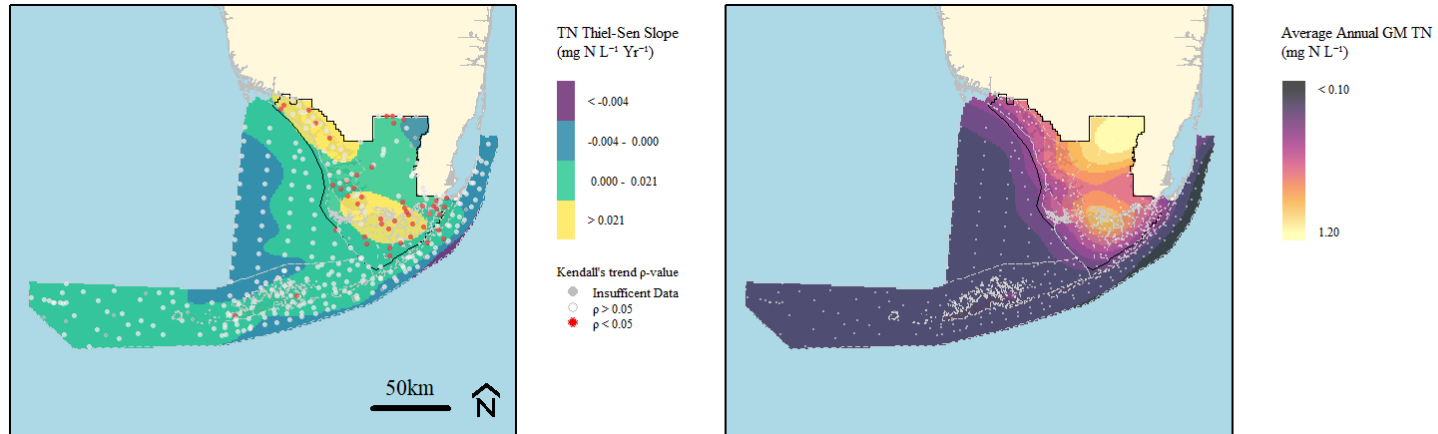 TN Thiel-Sen Slope
(mg N L⁻¹ Yr⁻¹)
< -0.004
-0.004 - 0.000
0.000 - 0.021
> 0.021
Kendall's trend ρ-value
Insufficent Data
ρ > 0.05
ρ < 0.05
50km
N
Average Annual GM TN
(mg N L⁻¹)
< 0.10
1.20